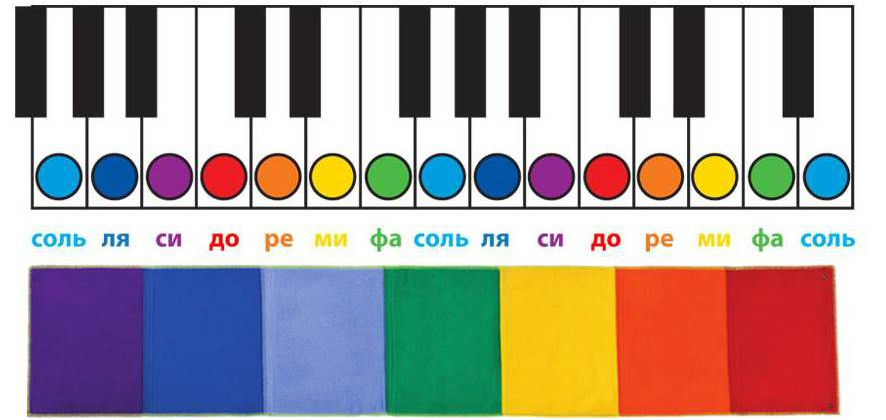 соль ля си до ре ми фа соль ля си до ре ми фа соль